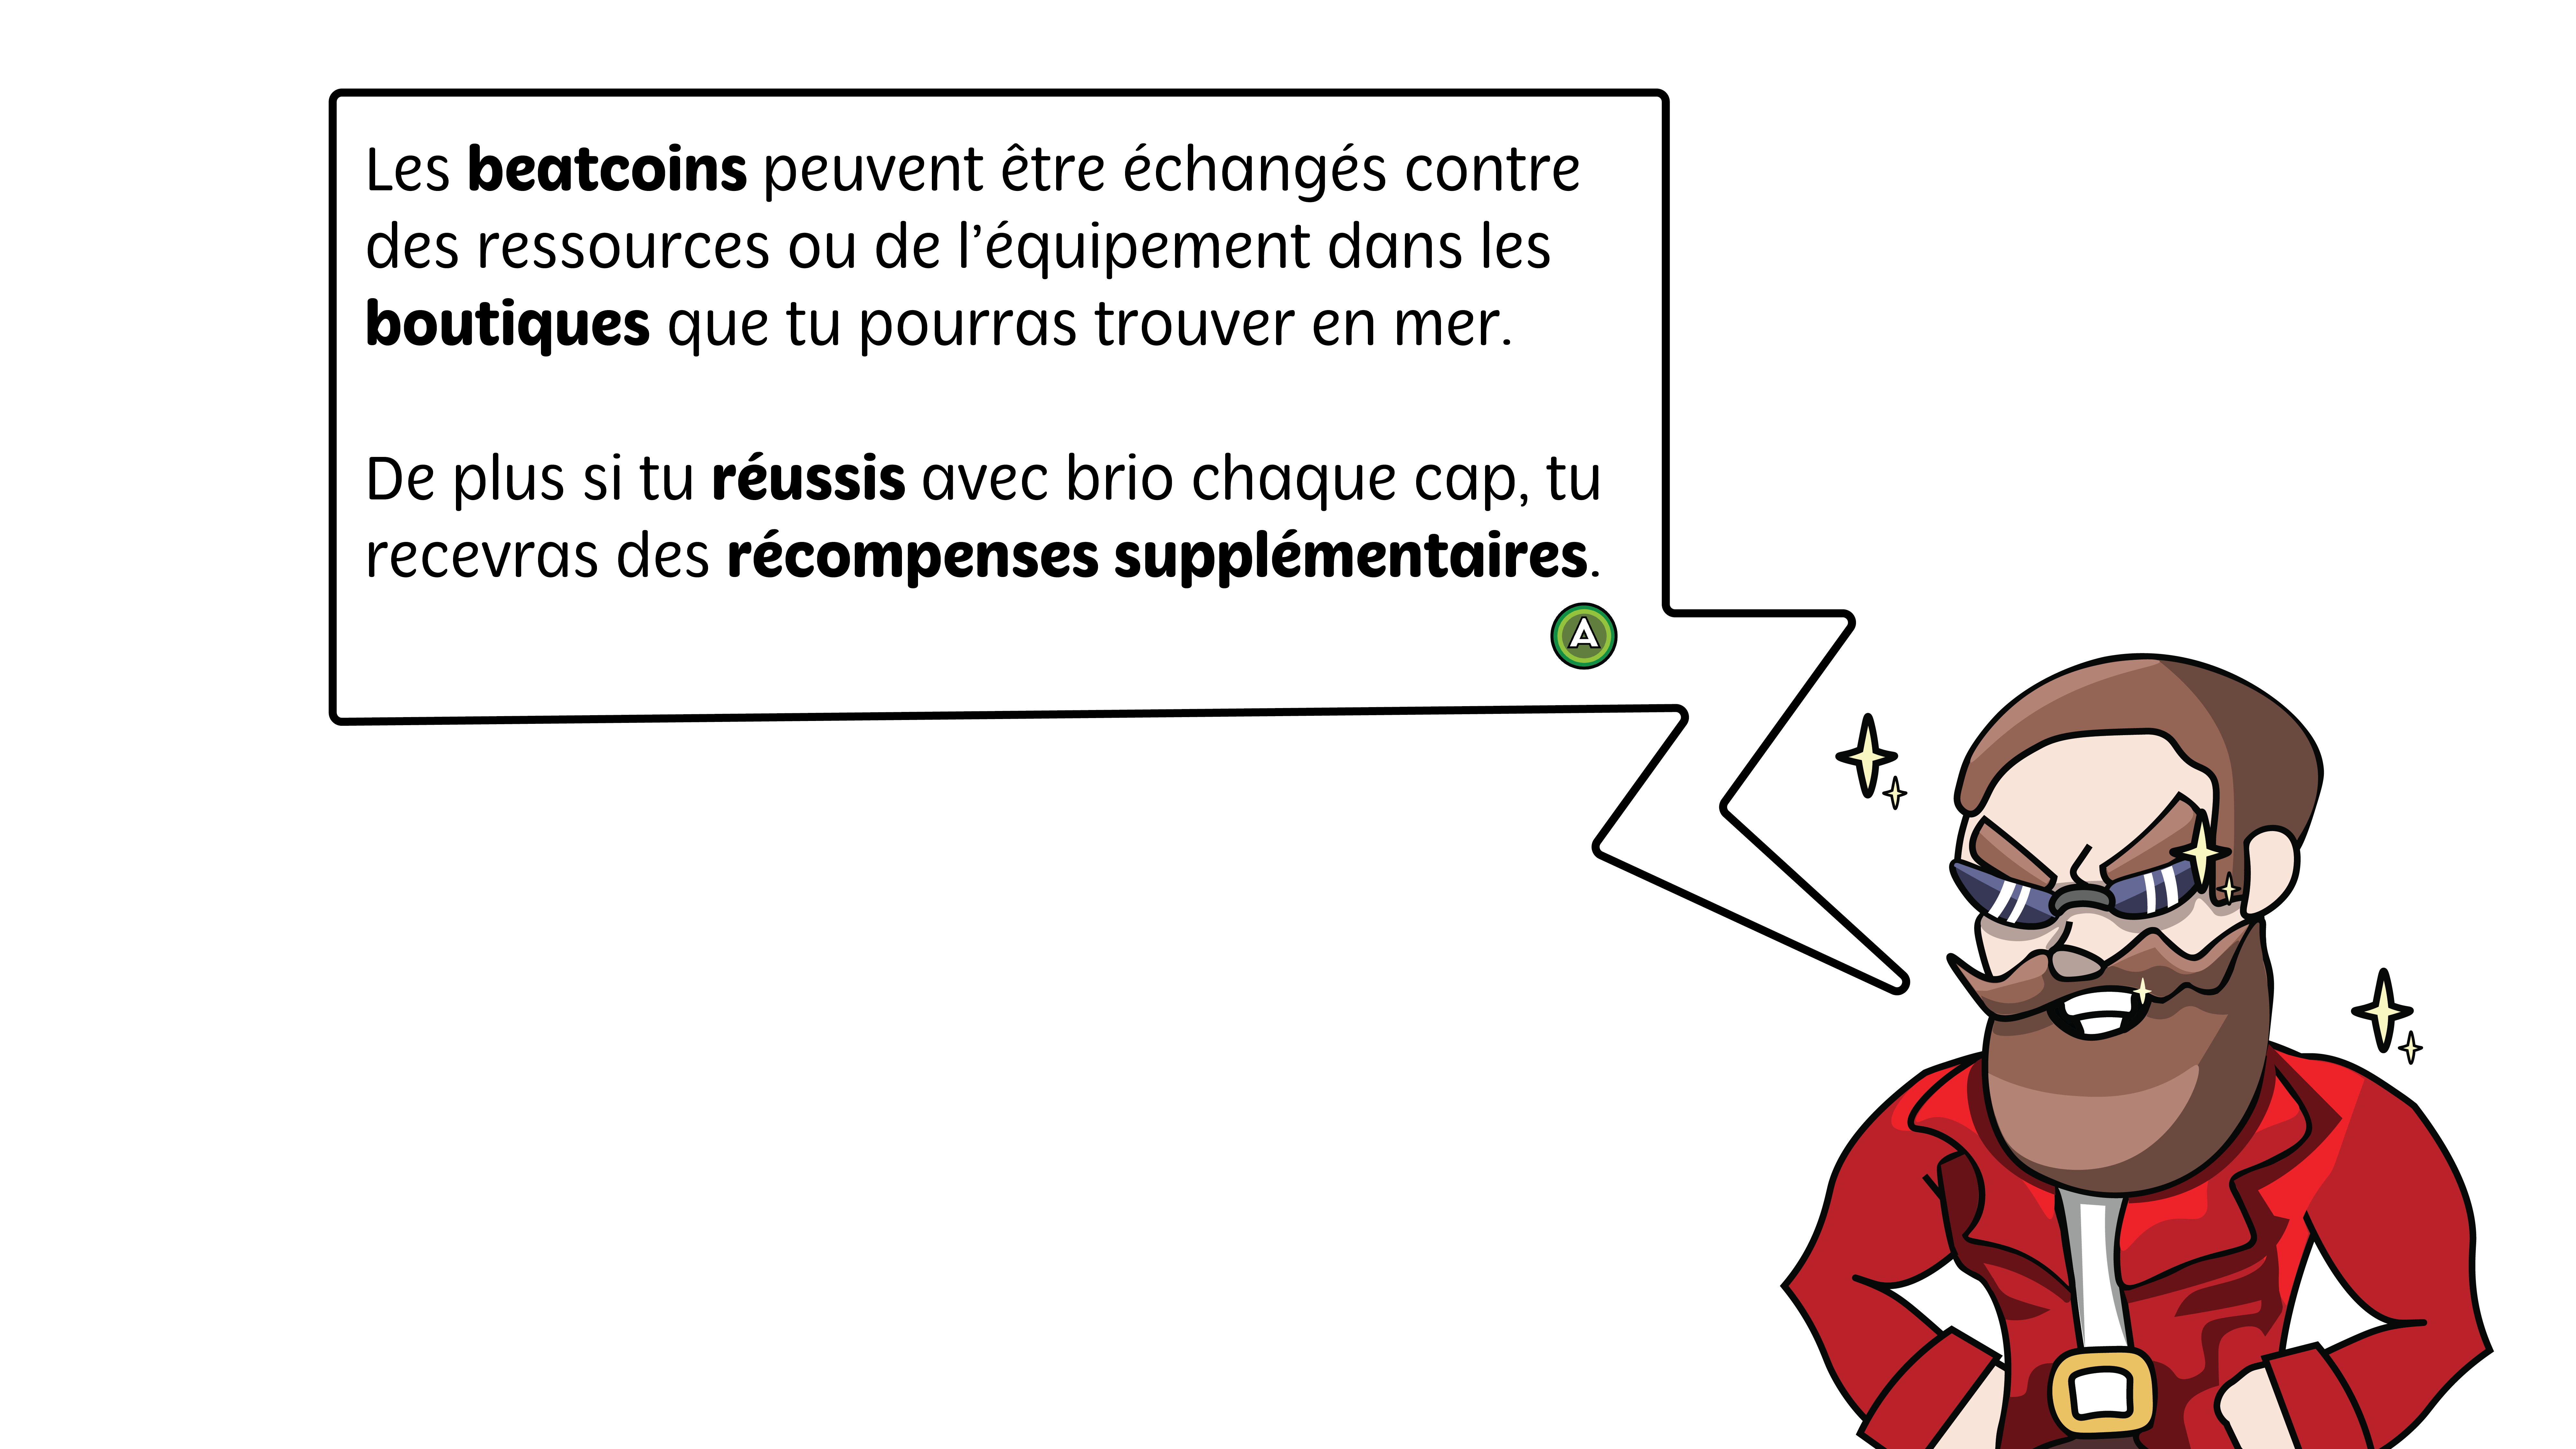 Les beatcoins peuvent être échangés contre
des ressources ou de l’équipement dans les
boutiques que tu pourras trouver en mer.
De plus si tu réussis avec brio chaque cap, tu
recevras des récompenses supplémentaires.
A